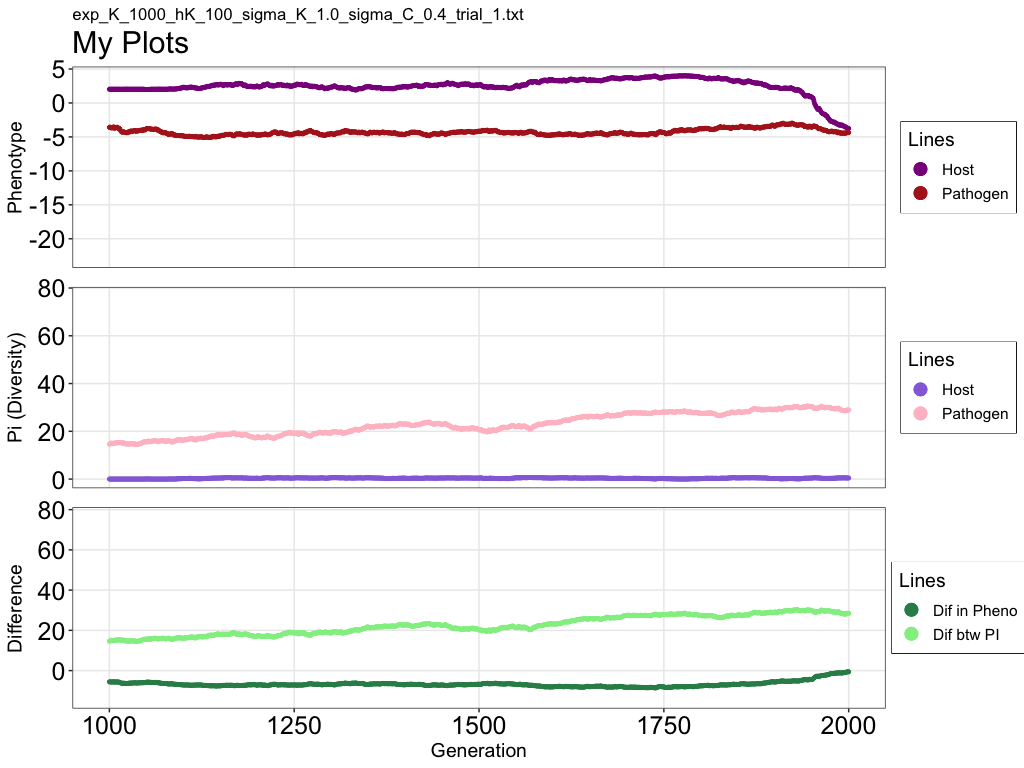 exp_K_1000_hK_100_sigma_K_1.0_sigma_C_0.4_trial_1.txt
My Plots
Phenotype
5
0
-5
-10
-15
-20
Lines
Host
Pathogen
Pi (Diversity)
80
60
40
20
0
Lines
Host
Pathogen
Difference
80
60
40
20
0
Lines
Dif in Pheno
Dif btw PI
1000 1250 1500 1750 2000
Generation